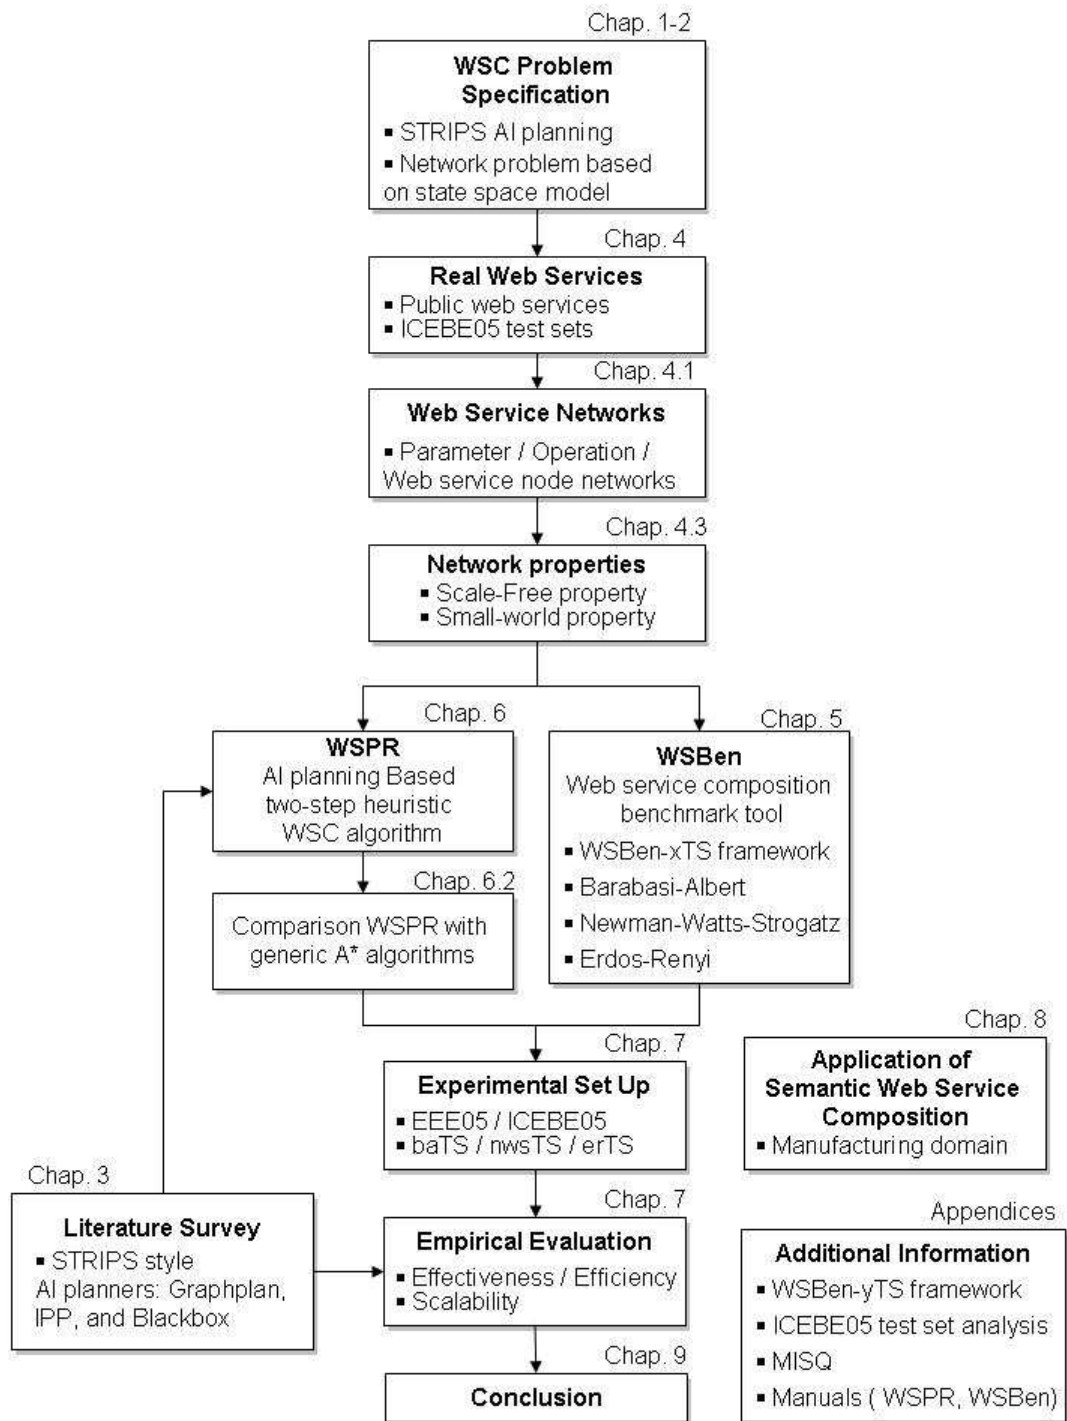 Chap. 1-2
WSC Problem
Specification
▪ STRIPS AI planning
▪ Network problem based
on state space model
Chap. 4
Real Web Services
▪ Public web services
▪ ICEBE05 test sets
Chap. 4.1
Web Service Networks
▪ Parameter / Operation /
Web service node networks
Chap. 4.3
Network properties
▪ Scale-Free property
▪ Small-world property
Chap. 6
WSPR
AI planning Based
two-step heuristic
WSC algorithm
Chap. 6.2
Comparison WSPR with
generic A* algorithms
Chap. 5
WSBen
Web service composition
benchmark tool
▪ WSBen-xTS framework
▪ Barabasi-Albert
▪ Newman-Watts-Strogatz
▪ Erdos-Renyi
Chap. 7
Experimental Set Up
▪ EEE05 / ICEBE05
▪ baTS / nwsTS / erTS
Chap. 8
Application of
Semantic Web Service
Composition
▪ Manufacturing domain
Chap. 3
Literature Survey
▪ STRIPS style
AI planners: Graphplan,
IPP, and Blackbox
Chap. 7
Empirical Evaluation
▪ Effectiveness / Efficiency
▪ Scalability
Appendices
Additional Information
▪ WSBen-yTS framework
▪ ICEBE05 test set analysis
▪ MISQ
▪ Manuals ( WSPR, WSBen)
Chap. 9
Conclusion